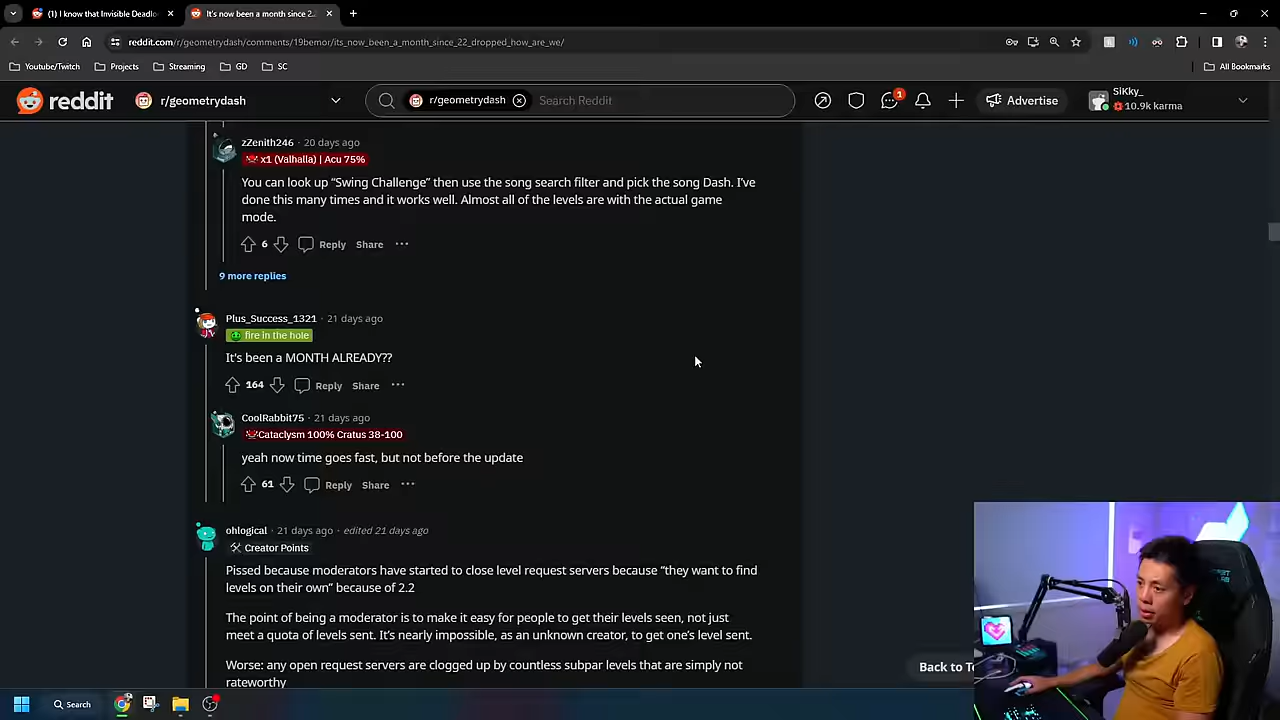 (1) I know that Invisible Deadlo
It's now been a month since 2.2
reddit.com/r/geometrydash/comments/19bemor/its_now_been_a_month_since_22_dropped_how_are_we/
Youtube/Twitch
Projects
Streaming
GD
SC
All Bookmarks
reddit
r/geometrydash
r/geometrydash
Search Reddit
1
Advertise
SiKky_
10.9k karma
zZenith246 · 20 days ago
x1 (Valhalla) | Acu 75%
You can look up “Swing Challenge” then use the song search filter and pick the song Dash. I’ve
done this many times and it works well. Almost all of the levels are with the actual game
mode.
6
Reply
Share
9 more replies
Plus_Success_1321 · 21 days ago
fire in the hole
It's been a MONTH ALREADY??
164
Reply
Share
CoolRabbit75 · 21 days ago
Cataclysm 100% Cratus 38-100
yeah now time goes fast, but not before the update
61
Reply
Share
ohlogical · 21 days ago · edited 21 days ago
Creator Points
Pissed because moderators have started to close level request servers because “they want to find
levels on their own” because of 2.2
The point of being a moderator is to make it easy for people to get their levels seen, not just
meet a quota of levels sent. It’s nearly impossible, as an unknown creator, to get one’s level sent.
Worse: any open request servers are clogged up by countless subpar levels that are simply not
rateworthy
Back to T
Search